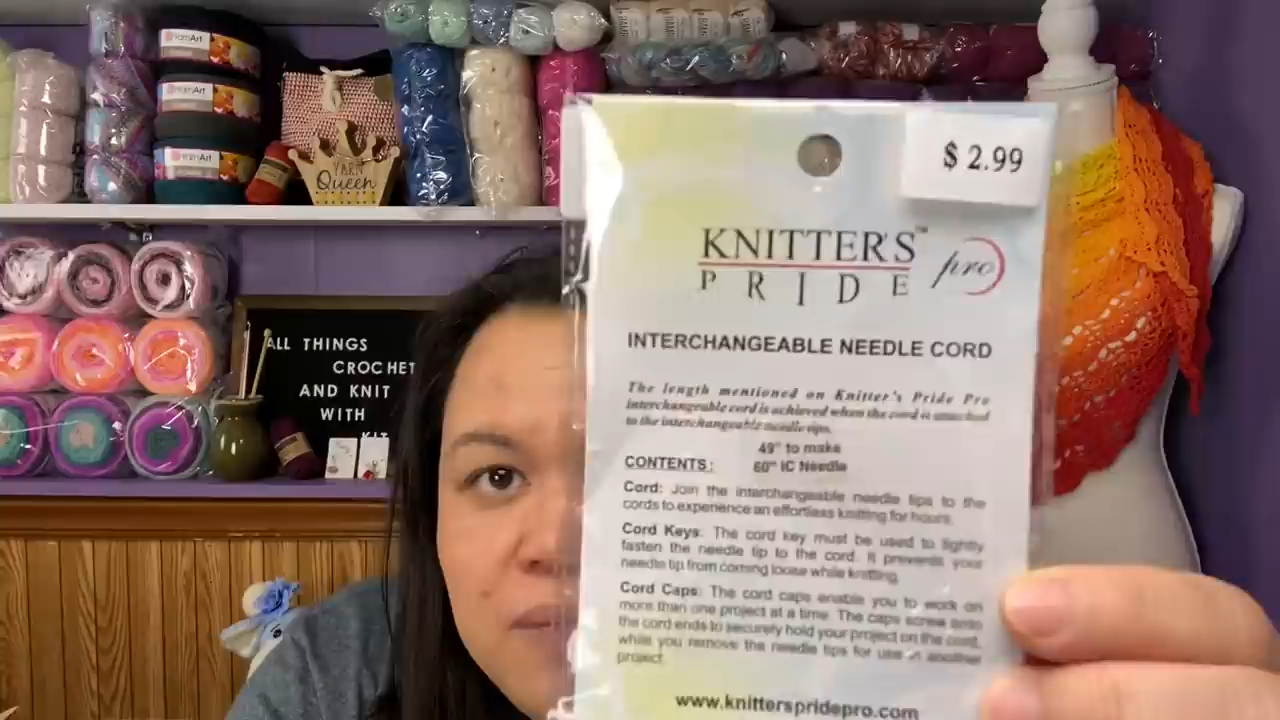 YarnArt
YarnArt
YarnArt
YARN
Queen
ALL THINGS
CROCHET
AND KNIT
WITH
$ 2.99
KNITTER'S™
PRIDE pro
INTERCHANGEABLE NEEDLE CORD
The length mentioned on Knitter's Pride Pro
interchangeable cord is achieved when the cord is attached
to the interchangeable needle tips.
49" to make
CONTENTS: 60" IC Needle
Cord: Join the interchangeable needle tips to the
cords to experience an effortless knitting for hours.
Cord Keys: The cord key must be used to tightly
fasten the needle tip to the cord. It prevents your
needle tip from coming loose while knitting.
Cord Caps: The cord caps enable you to work on
more than one project at a time. The caps screw onto
the cord ends to securely hold your project on the cord,
while you remove the needle tips for use in another
project.
www.knitterspridepro.com